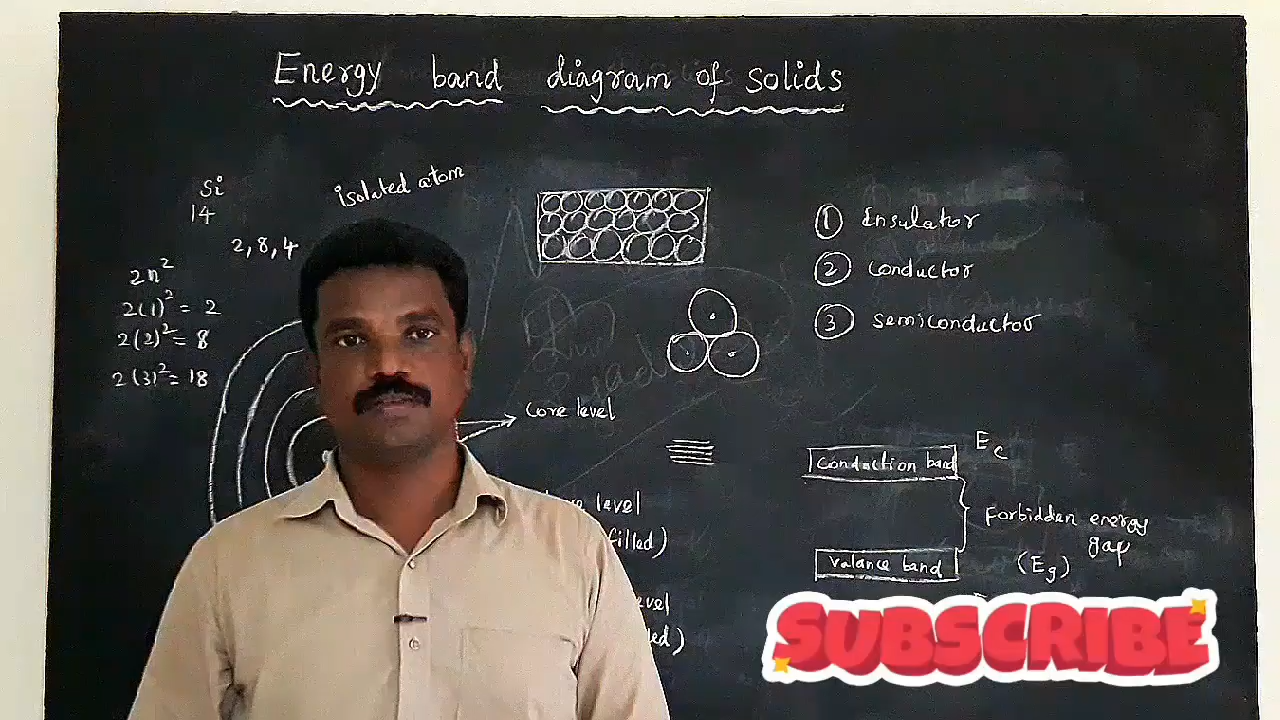 Energy band diagram of solids
Si
14
2, 8, 4
2n²
2(1)² = 2
2(2)² = 8
2(3)² = 18
isolated atom
core level
level
filled)
① Insulator
② conductor
③ semiconductor
conduction band
Ec
Forbidden energy
gap
(Eg)
valance band
SUBSCRIBE